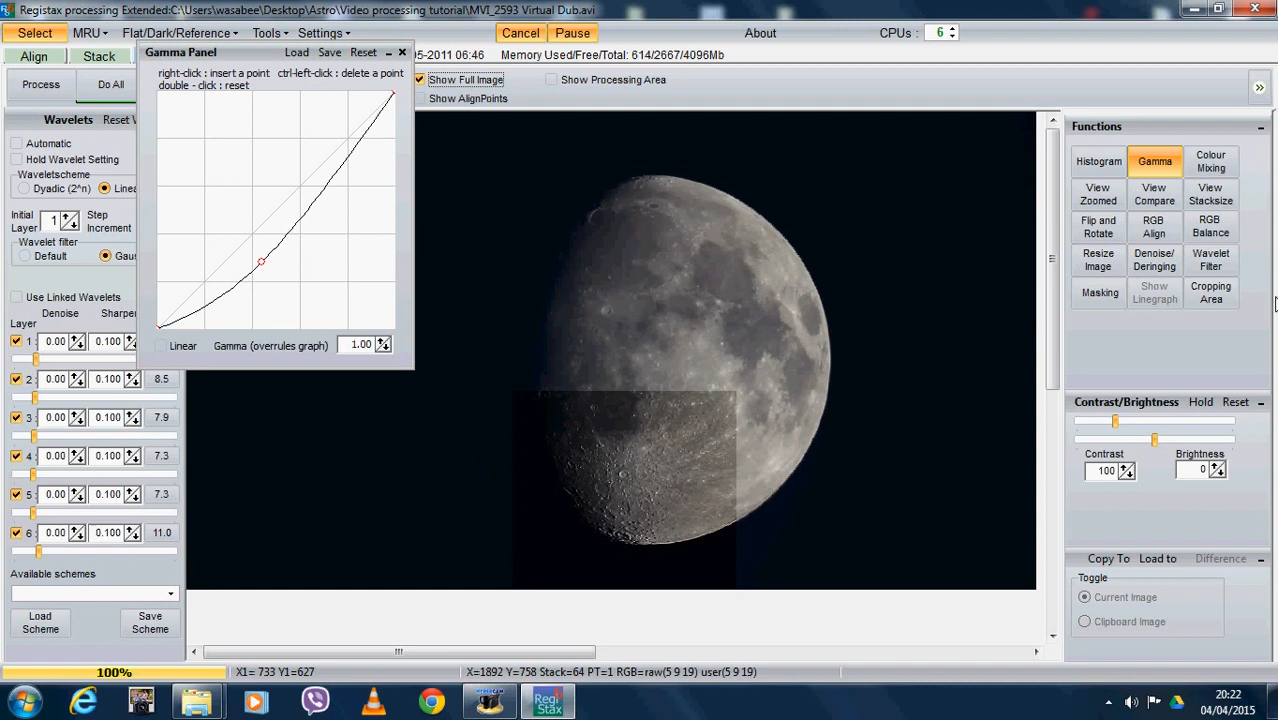 Registax processing Extended:C:\Users\wasabee\Desktop\Astro\Video processing tutorial\MVI_2593 Virtual Dub.avi
Select MRU Flat/Dark/Reference Tools Settings Cancel Pause About CPUs: 6
Align Stack 05-2011 06:46 Memory Used/Free/Total: 614/2667/4096Mb
Gamma Panel Load Save Reset
right-click : insert a point ctrl-left-click : delete a point
double - click : reset
Process Do All
Show Full Image Show Processing Area
Show AlignPoints
Wavelets Reset W
Automatic
Hold Wavelet Setting
Waveletscheme
Dyadic (2^n) Linea
Initial Layer 1 Step Increment
Wavelet filter
Default Gaus
Use Linked Wavelets
Denoise Sharper
Layer
1 : 0.00 0.100
2 : 0.00 0.100 8.5
3 : 0.00 0.100 7.9
4 : 0.00 0.100 7.3
5 : 0.00 0.100 7.3
6 : 0.00 0.100 11.0
Available schemes
Load Scheme
Save Scheme
Linear Gamma (overrules graph) 1.00
Functions
Histogram Gamma Colour Mixing
View Zoomed View Compare View Stacksize
Flip and Rotate RGB Align RGB Balance
Resize Image Denoise/ Deringing Wavelet Filter
Masking Show Linegraph Cropping Area
Contrast/Brightness Hold Reset
Contrast Brightness
100 0
Copy To Load to Difference
Toggle
Current Image
Clipboard Image
100% X1= 733 Y1=627 X=1892 Y=758 Stack=64 PT=1 RGB=raw(5 9 19) user(5 9 19)
HYPERCAM
Regi Stax
20:22
04/04/2015